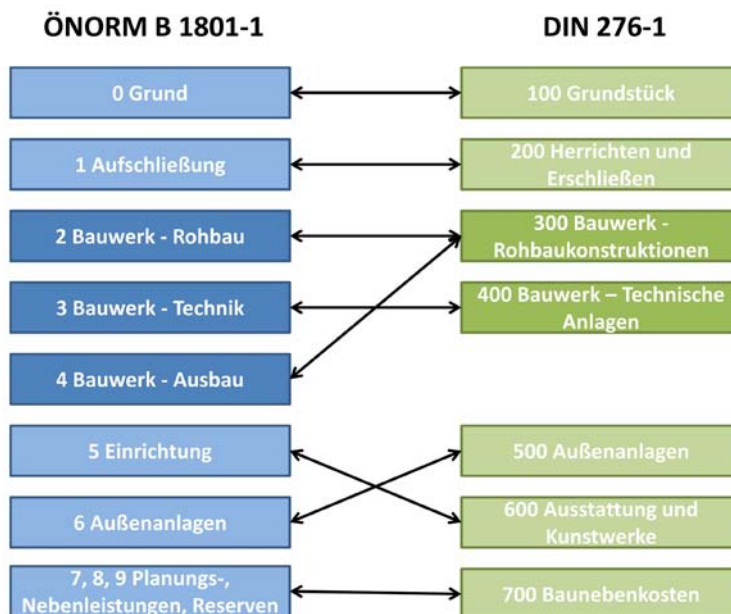 ÖNORM B 1801-1
DIN 276-1
0 Grund
100 Grundstück
1 Aufschließung
200 Herrichten und
Erschließen
2 Bauwerk - Rohbau
300 Bauwerk -
Rohbaukonstruktionen
3 Bauwerk - Technik
400 Bauwerk – Technische
Anlagen
4 Bauwerk - Ausbau
5 Einrichtung
500 Außenanlagen
6 Außenanlagen
600 Ausstattung und
Kunstwerke
7, 8, 9 Planungs-,
Nebenleistungen, Reserven
700 Baunebenkosten